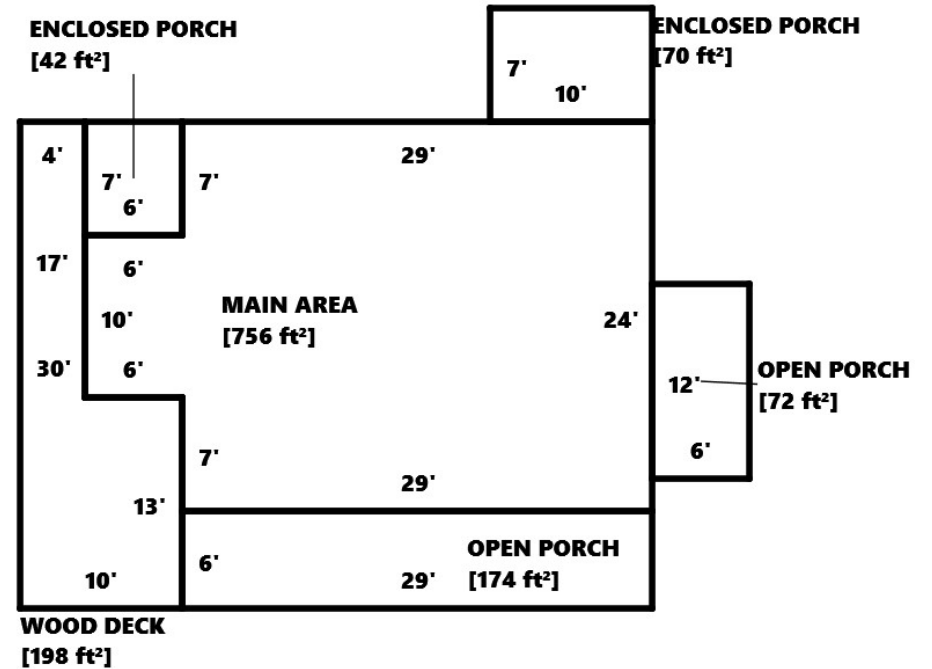 ENCLOSED PORCH
[42 ft²]
ENCLOSED PORCH
[70 ft²]
7'
10'
4'
7'
6'
7'
29'
17'
6'
10'
MAIN AREA
[756 ft²]
24'
30'
6'
12'
OPEN PORCH
[72 ft²]
6'
7'
29'
13'
6'
OPEN PORCH
[174 ft²]
10'
29'
WOOD DECK
[198 ft²]